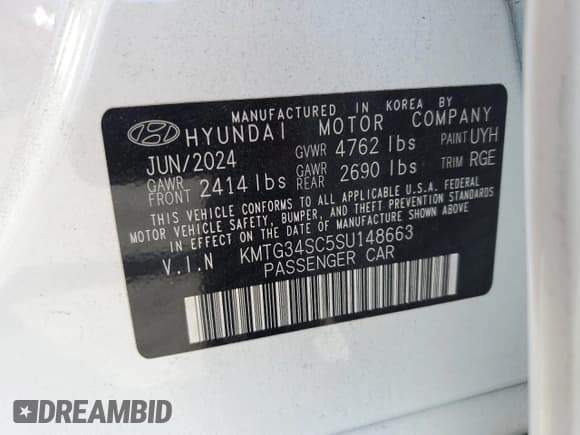 MANUFACTURED IN KOREA BY
HYUNDAI MOTOR COMPANY
JUN/2024 GVWR 4762 lbs PAINT UYH
GAWR FRONT 2414 lbs GAWR REAR 2690 lbs TRIM RGE
THIS VEHICLE CONFORMS TO ALL APPLICABLE U.S.A. FEDERAL
MOTOR VEHICLE SAFETY, BUMPER, AND THEFT PREVENTION STANDARDS
IN EFFECT ON THE DATE OF MANUFACTURE SHOWN ABOVE.
V.I.N KMTG34SC5SU148663
PASSENGER CAR
DREAMBID